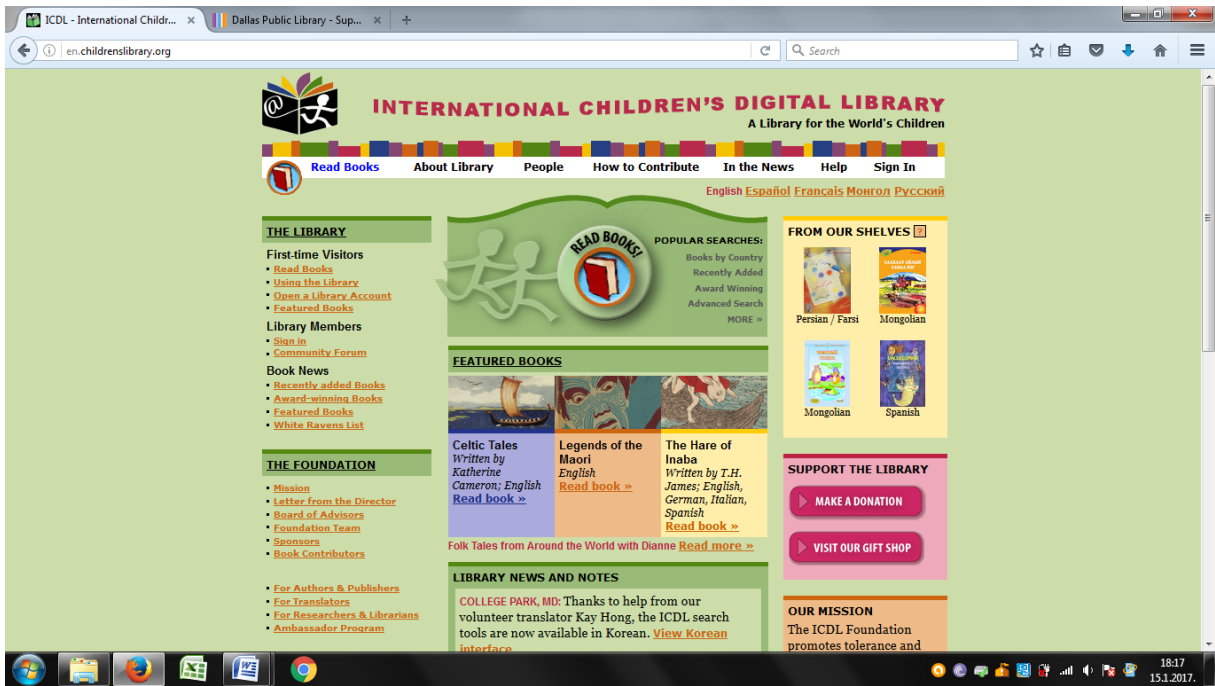 ICDL - International Childr...
Dallas Public Library - Sup...
en.childrenslibrary.org
Search
INTERNATIONAL CHILDREN'S DIGITAL LIBRARY
A Library for the World's Children
Read Books About Library People How to Contribute In the News Help Sign In
English Español Français Монгол Русский
THE LIBRARY
First-time Visitors
Read Books
Using the Library
Open a Library Account
Featured Books
Library Members
Sign in
Community Forum
Book News
Recently added Books
Award-winning Books
Featured Books
White Ravens List
THE FOUNDATION
Mission
Letter from the Director
Board of Advisors
Foundation Team
Sponsors
Book Contributors
For Authors & Publishers
For Translators
For Researchers & Librarians
Ambassador Program
READ BOOKS!
POPULAR SEARCHES:
Books by Country
Recently Added
Award Winning
Advanced Search
MORE »
FEATURED BOOKS
Celtic Tales
Written by
Katherine
Cameron; English
Read book »
Legends of the
Maori
English
Read book »
The Hare of
Inaba
Written by T.H.
James; English,
German, Italian,
Spanish
Read book »
Folk Tales from Around the World with Dianne Read more »
LIBRARY NEWS AND NOTES
COLLEGE PARK, MD: Thanks to help from our
volunteer translator Kay Hong, the ICDL search
tools are now available in Korean. View Korean
interface
FROM OUR SHELVES ?
Persian / Farsi
Mongolian
Mongolian
Spanish
SUPPORT THE LIBRARY
MAKE A DONATION
VISIT OUR GIFT SHOP
OUR MISSION
The ICDL Foundation
promotes tolerance and
18:17
15.1.2017.